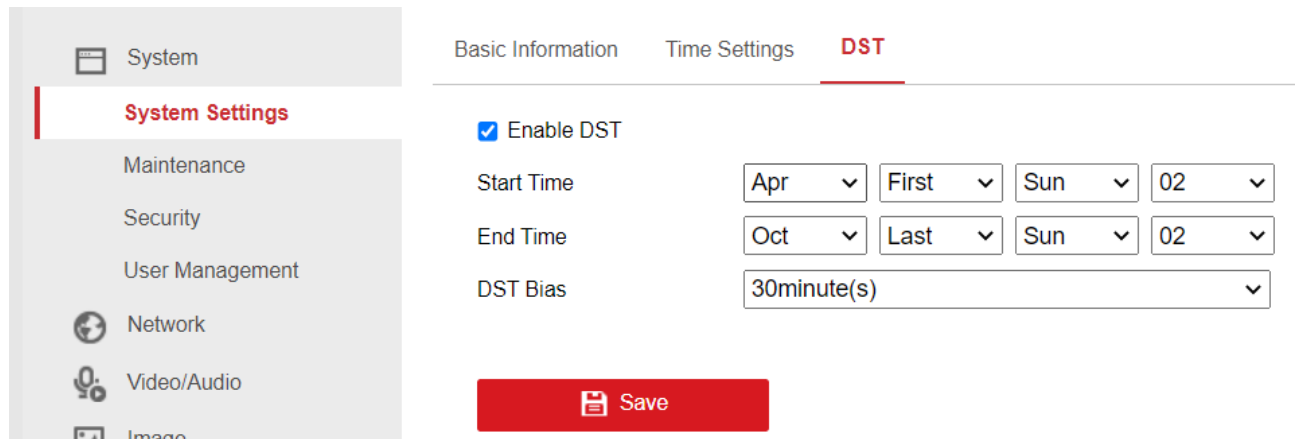 System
System Settings
Maintenance
Security
User Management
Network
Video/Audio
Image
Basic Information Time Settings DST
Enable DST
Start Time Apr First Sun 02
End Time Oct Last Sun 02
DST Bias 30minute(s)
Save